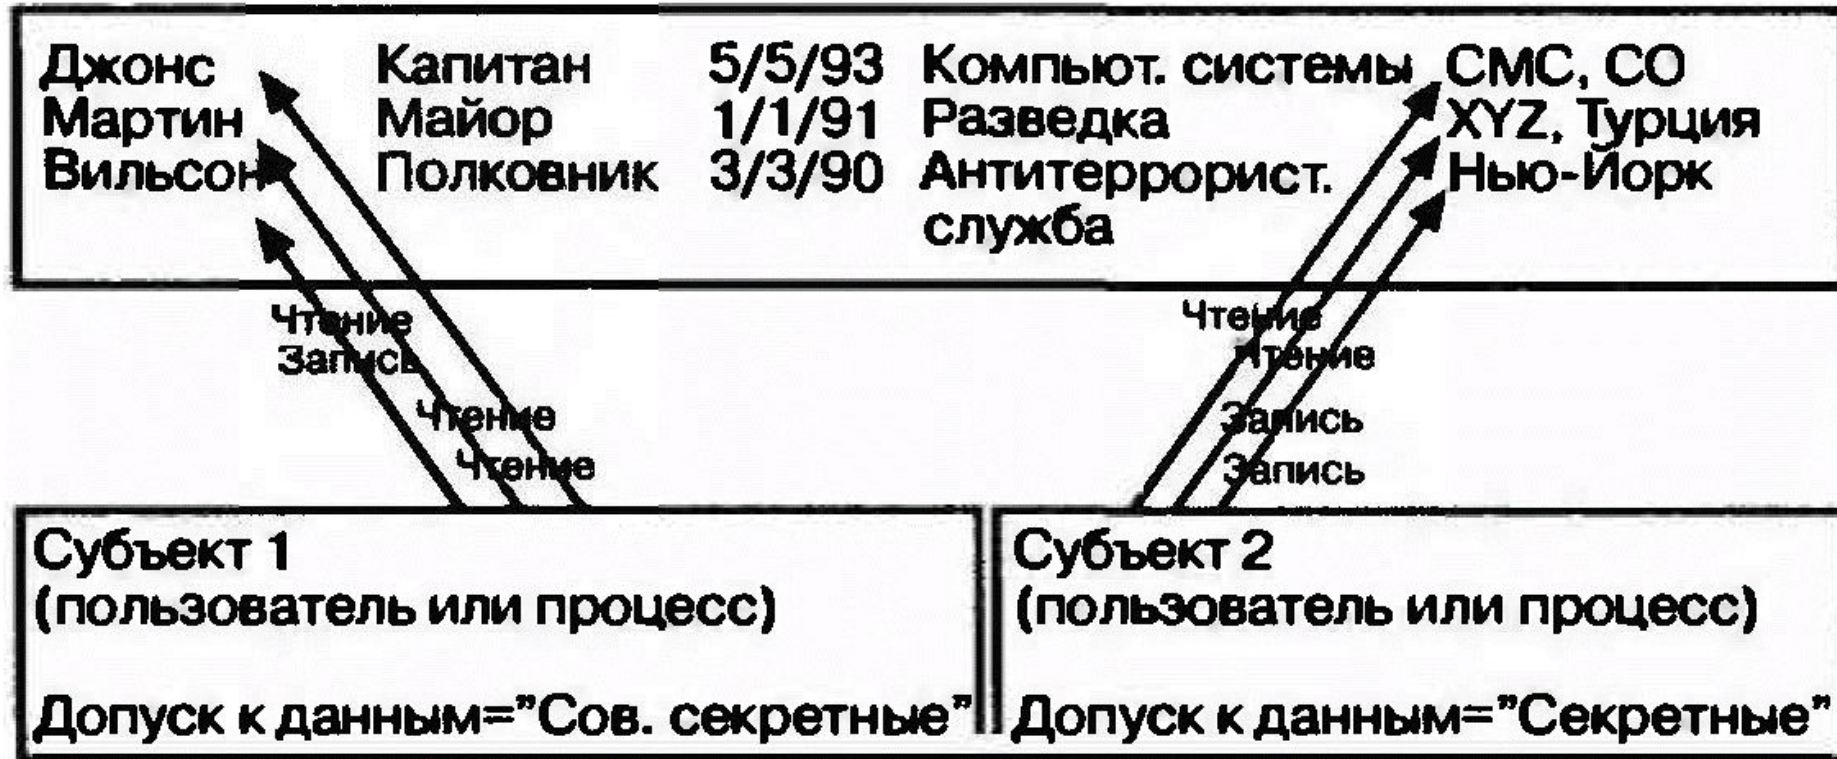 Джонс Капитан 5/5/93 Компьют. системы СМС, СО
Мартин Майор 1/1/91 Разведка XYZ, Турция
Вильсон Полковник 3/3/90 Антитеррорист. Нью-Йорк
служба
Чтение Чтение
Запись Чтение
Чтение Запись
Чтение Запись
Субъект 1 Субъект 2
(пользователь или процесс) (пользователь или процесс)
Допуск к данным="Сов. секретные" Допуск к данным="Секретные"